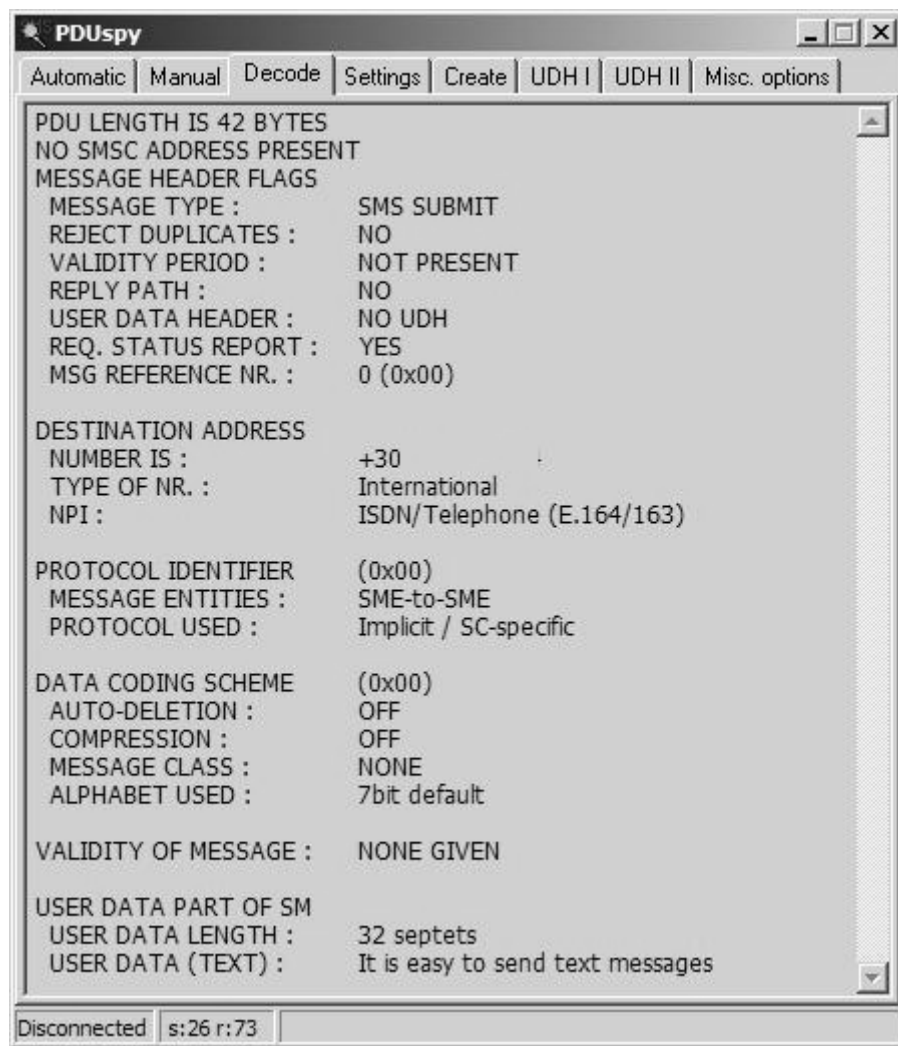 PDUspy
Automatic Manual Decode Settings Create UDH I UDH II Misc. options
PDU LENGTH IS 42 BYTES
NO SMSC ADDRESS PRESENT
MESSAGE HEADER FLAGS
MESSAGE TYPE : SMS SUBMIT
REJECT DUPLICATES : NO
VALIDITY PERIOD : NOT PRESENT
REPLY PATH : NO
USER DATA HEADER : NO UDH
REQ. STATUS REPORT : YES
MSG REFERENCE NR. : 0 (0x00)
DESTINATION ADDRESS
NUMBER IS : +30
TYPE OF NR. : International
NPI : ISDN/Telephone (E.164/163)
PROTOCOL IDENTIFIER (0x00)
MESSAGE ENTITIES : SME-to-SME
PROTOCOL USED : Implicit / SC-specific
DATA CODING SCHEME (0x00)
AUTO-DELETION : OFF
COMPRESSION : OFF
MESSAGE CLASS : NONE
ALPHABET USED : 7bit default
VALIDITY OF MESSAGE : NONE GIVEN
USER DATA PART OF SM
USER DATA LENGTH : 32 septets
USER DATA (TEXT) : It is easy to send text messages
Disconnected s:26 r:73